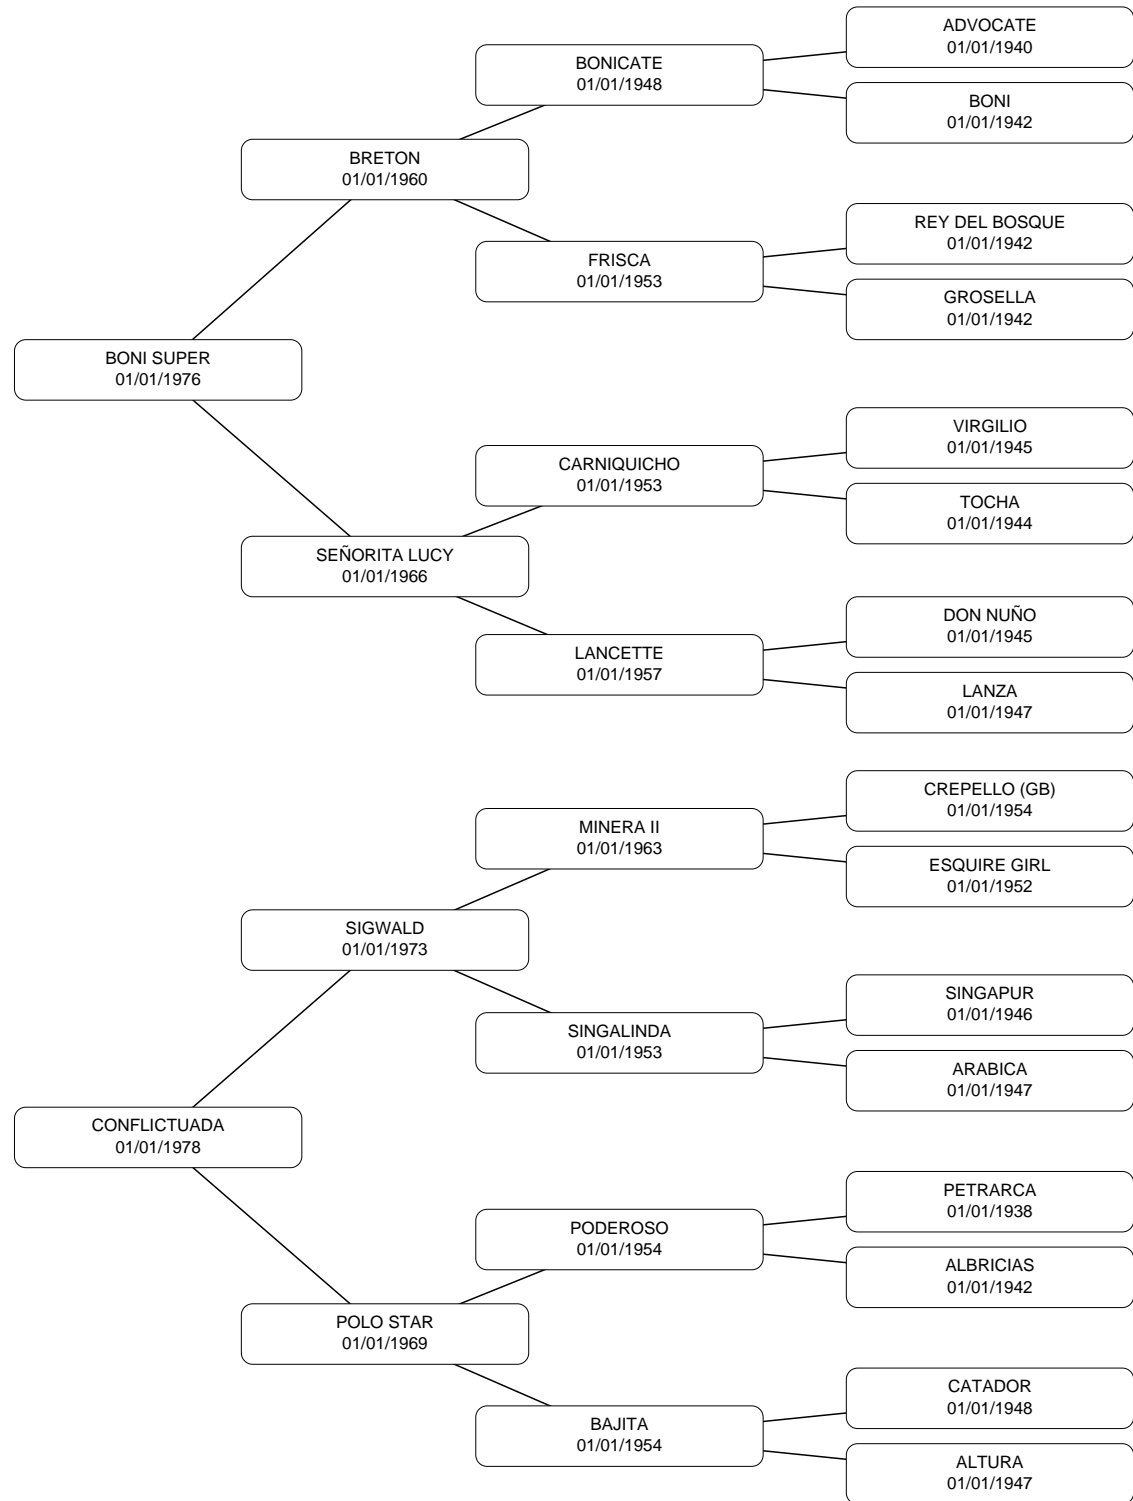 ADVOCATE
01/01/1940
BONICATE
01/01/1948
BONI
01/01/1942
BRETON
01/01/1960
REY DEL BOSQUE
01/01/1942
FRISCA
01/01/1953
GROSELLA
01/01/1942
BONI SUPER
01/01/1976
VIRGILIO
01/01/1945
CARNIQUICHO
01/01/1953
TOCHA
01/01/1944
SEÑORITA LUCY
01/01/1966
DON NUÑO
01/01/1945
LANCETTE
01/01/1957
LANZA
01/01/1947
CREPELLO (GB)
01/01/1954
MINERA II
01/01/1963
ESQUIRE GIRL
01/01/1952
SIGWALD
01/01/1973
SINGAPUR
01/01/1946
SINGALINDA
01/01/1953
ARABICA
01/01/1947
CONFLICTUADA
01/01/1978
PETRARCA
01/01/1938
PODEROSO
01/01/1954
ALBRICIAS
01/01/1942
POLO STAR
01/01/1969
CATADOR
01/01/1948
BAJITA
01/01/1954
ALTURA
01/01/1947